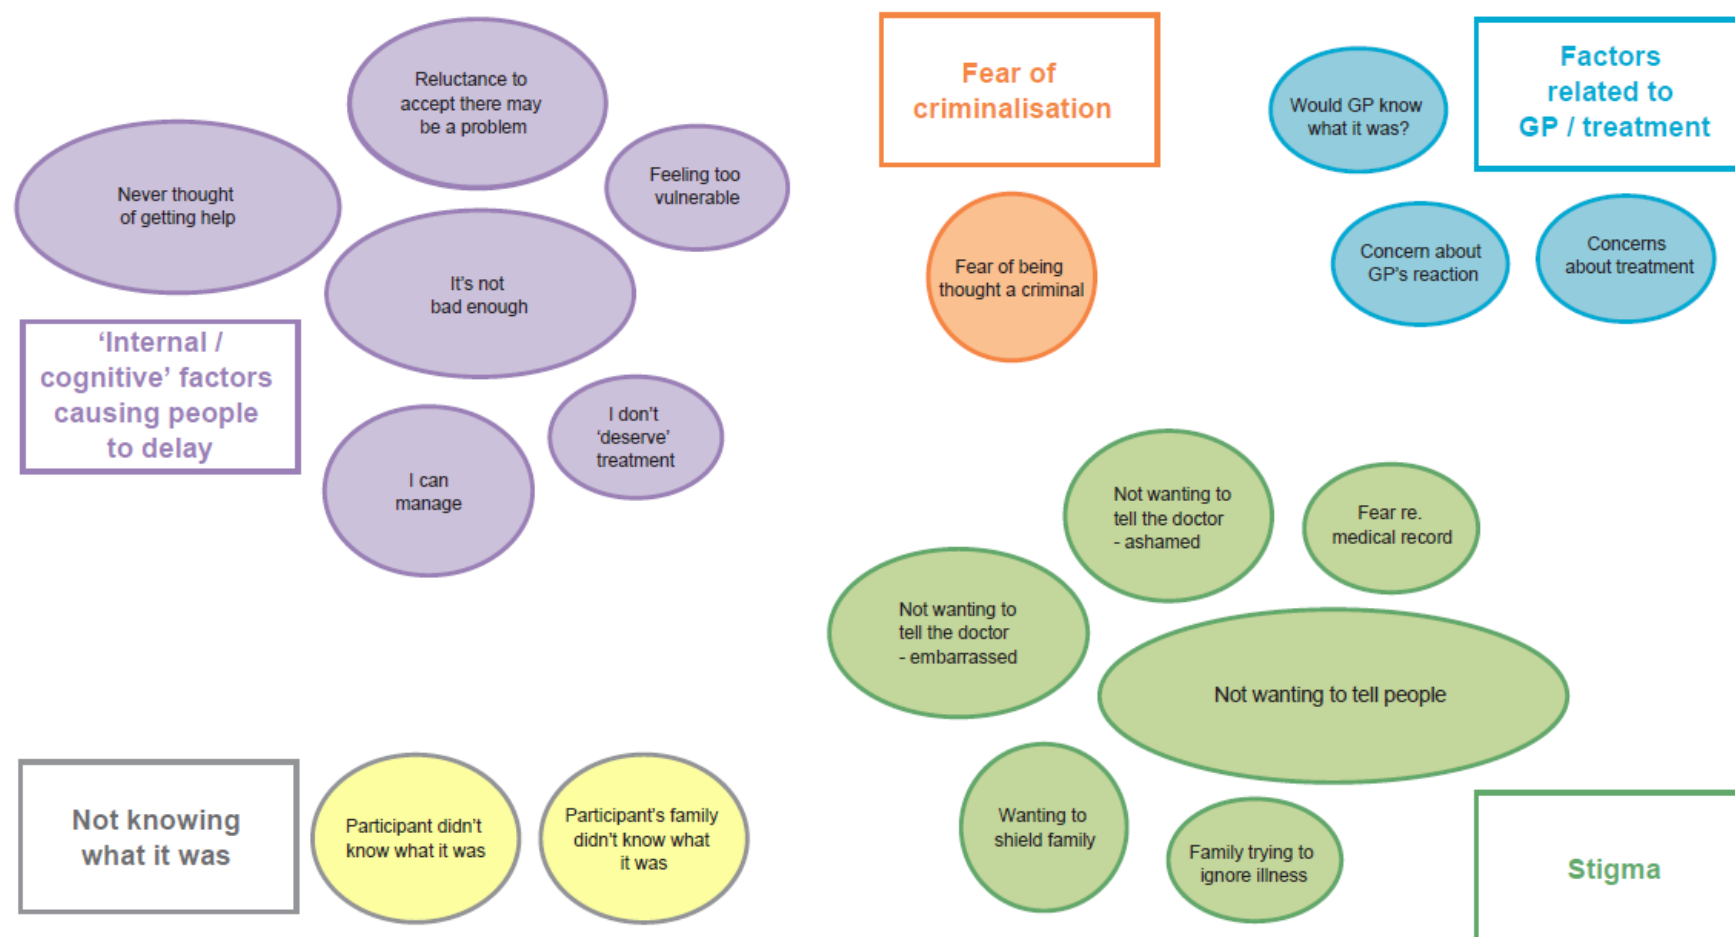 Reluctance to
accept there may
be a problem
Never thought
of getting help
Feeling too
vulnerable
It's not
bad enough
‘Internal /
cognitive’ factors
causing people
to delay
I don't
‘deserve’
treatment
I can
manage
Fear of
criminalisation
Fear of being
thought a criminal
Factors
related to
GP / treatment
Would GP know
what it was?
Concern about
GP's reaction
Concerns
about treatment
Not wanting to
tell the doctor
- ashamed
Fear re.
medical record
Not wanting to
tell the doctor
- embarrassed
Not wanting to tell people
Wanting to
shield family
Family trying to
ignore illness
Stigma
Not knowing
what it was
Participant didn't
know what it was
Participant's family
didn't know what
it was